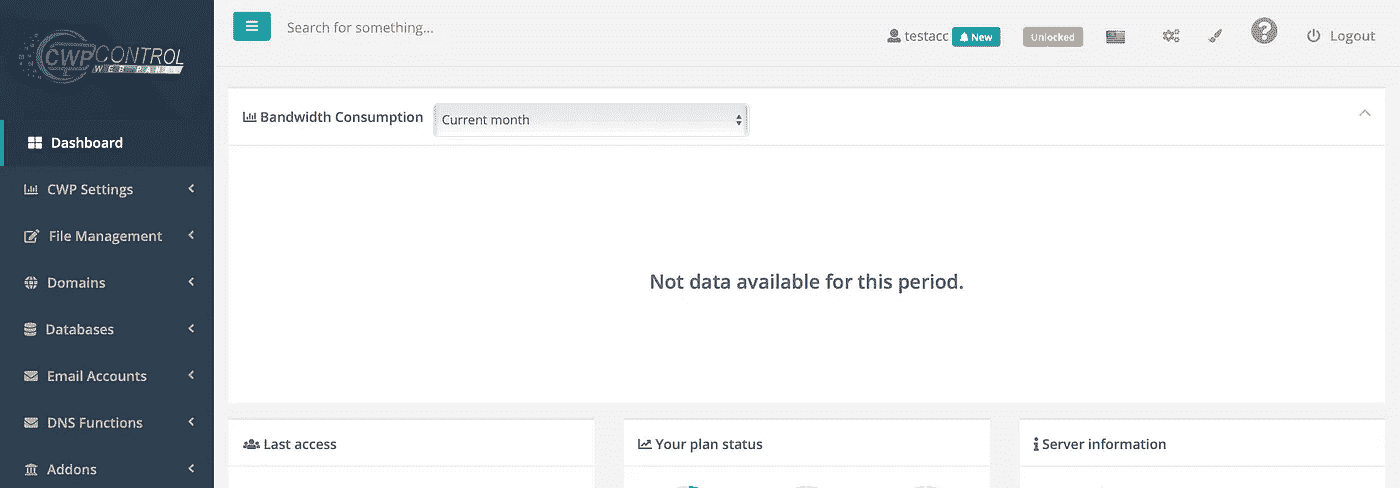 CWP CONTROL
WEB PANEL
Search for something...
testacc New Unlocked Logout
Dashboard
CWP Settings
File Management
Domains
Databases
Email Accounts
DNS Functions
Addons
Bandwidth Consumption Current month
Not data available for this period.
Last access
Your plan status
Server information